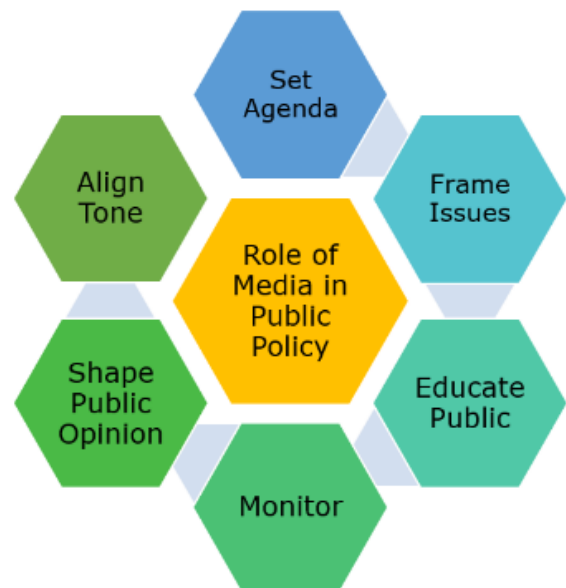 Set
Agenda
Frame
Issues
Educate
Public
Monitor
Shape
Public
Opinion
Align
Tone
Role of
Media in
Public
Policy